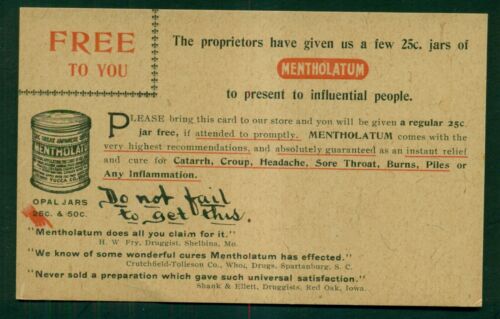 FREE
TO YOU
The proprietors have given us a few 25c. jars of
MENTHOLATUM
to present to influential people.
PLEASE bring this card to our store and you will be given a regular 25c.
jar free, if attended to promptly. MENTHOLATUM comes with the
very highest recommendations, and absolutely guaranteed as an instant relief
and cure for Catarrh, Croup, Headache, Sore Throat, Burns, Piles or
Any Inflammation.
MENTHOLATUM
YUCCA CO.
OPAL JARS
25C. & 50C.
Do not fail
to get this.
"Mentholatum does all you claim for it."
H. W. Fry, Druggist, Shelbina, Mo.
"We know of some wonderful cures Mentholatum has effected."
Crutchfield-Tolleson Co., Whol. Drugs, Spartanburg, S. C.
"Never sold a preparation which gave such universal satisfaction."
Shank & Ellett, Druggists, Red Oak, Iowa.